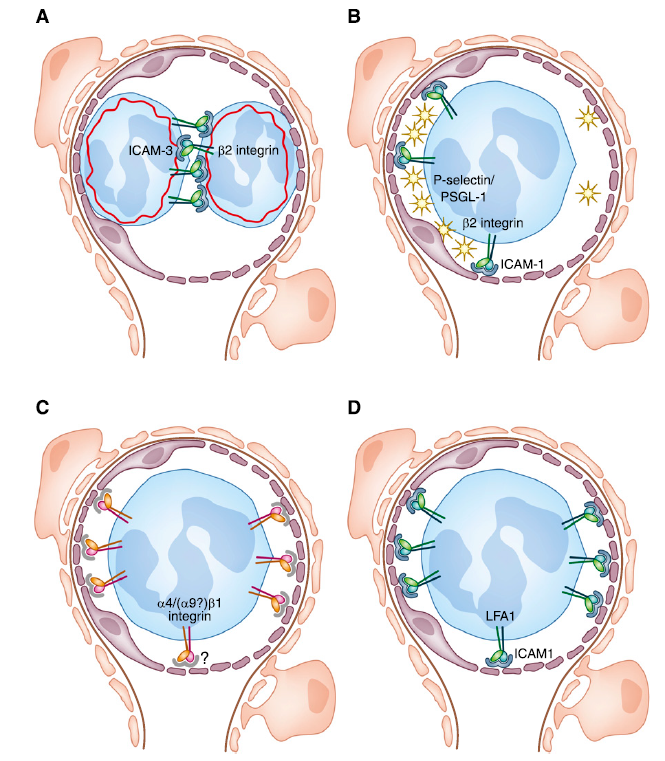 A
B
ICAM-3
β2 integrin
P-selectin/
PSGL-1
β2 integrin
ICAM-1
C
D
α4/(α9?)β1
integrin
?
LFA1
ICAM1